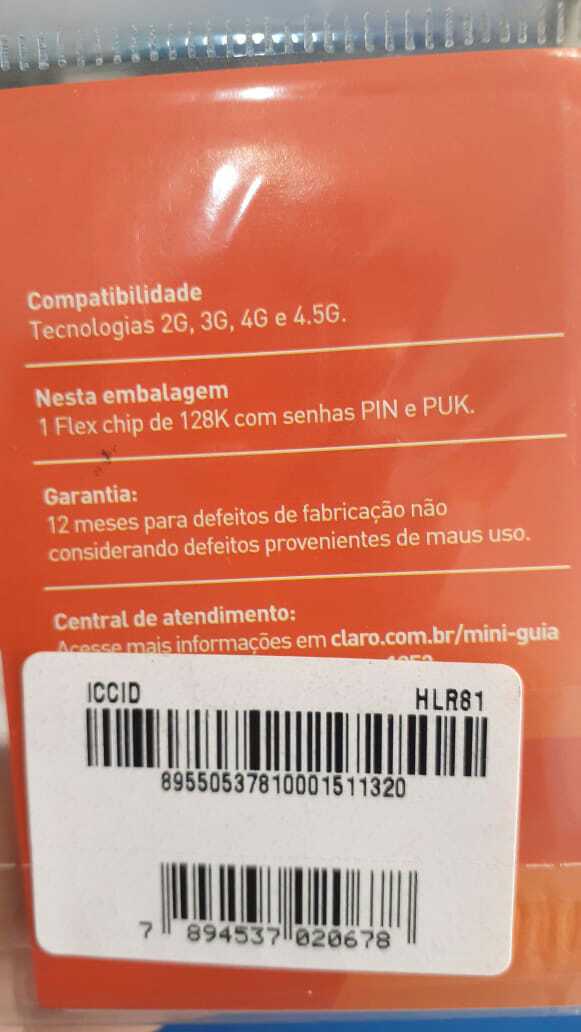 Compatibilidade
Tecnologias 2G, 3G, 4G e 4.5G.
Nesta embalagem
1 Flex chip de 128K com senhas PIN e PUK.
Garantia:
12 meses para defeitos de fabricação não
considerando defeitos provenientes de maus uso.
Central de atendimento:
Acesse mais informações em claro.com.br/mini-guia
ICCID HLR81
89550537810001511320
7 894537 020678